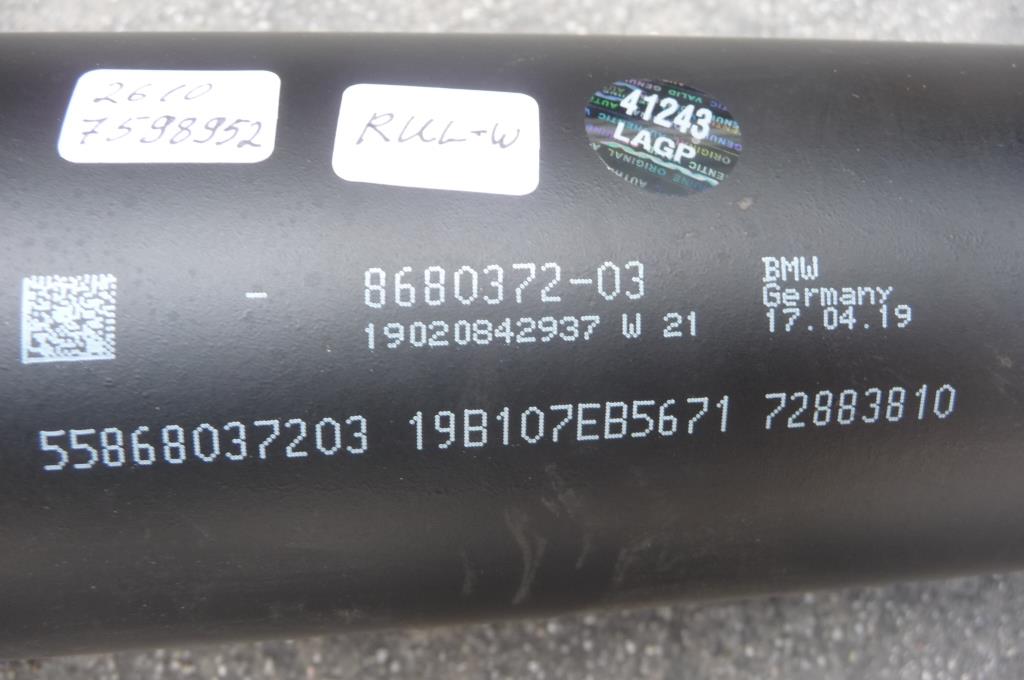 2610
7598952
RUL-W
41243
LAGP
- 8680372-03
19020842937 W 21
BMW
Germany
17.04.19
55868037203 19B107EB5671 72883810